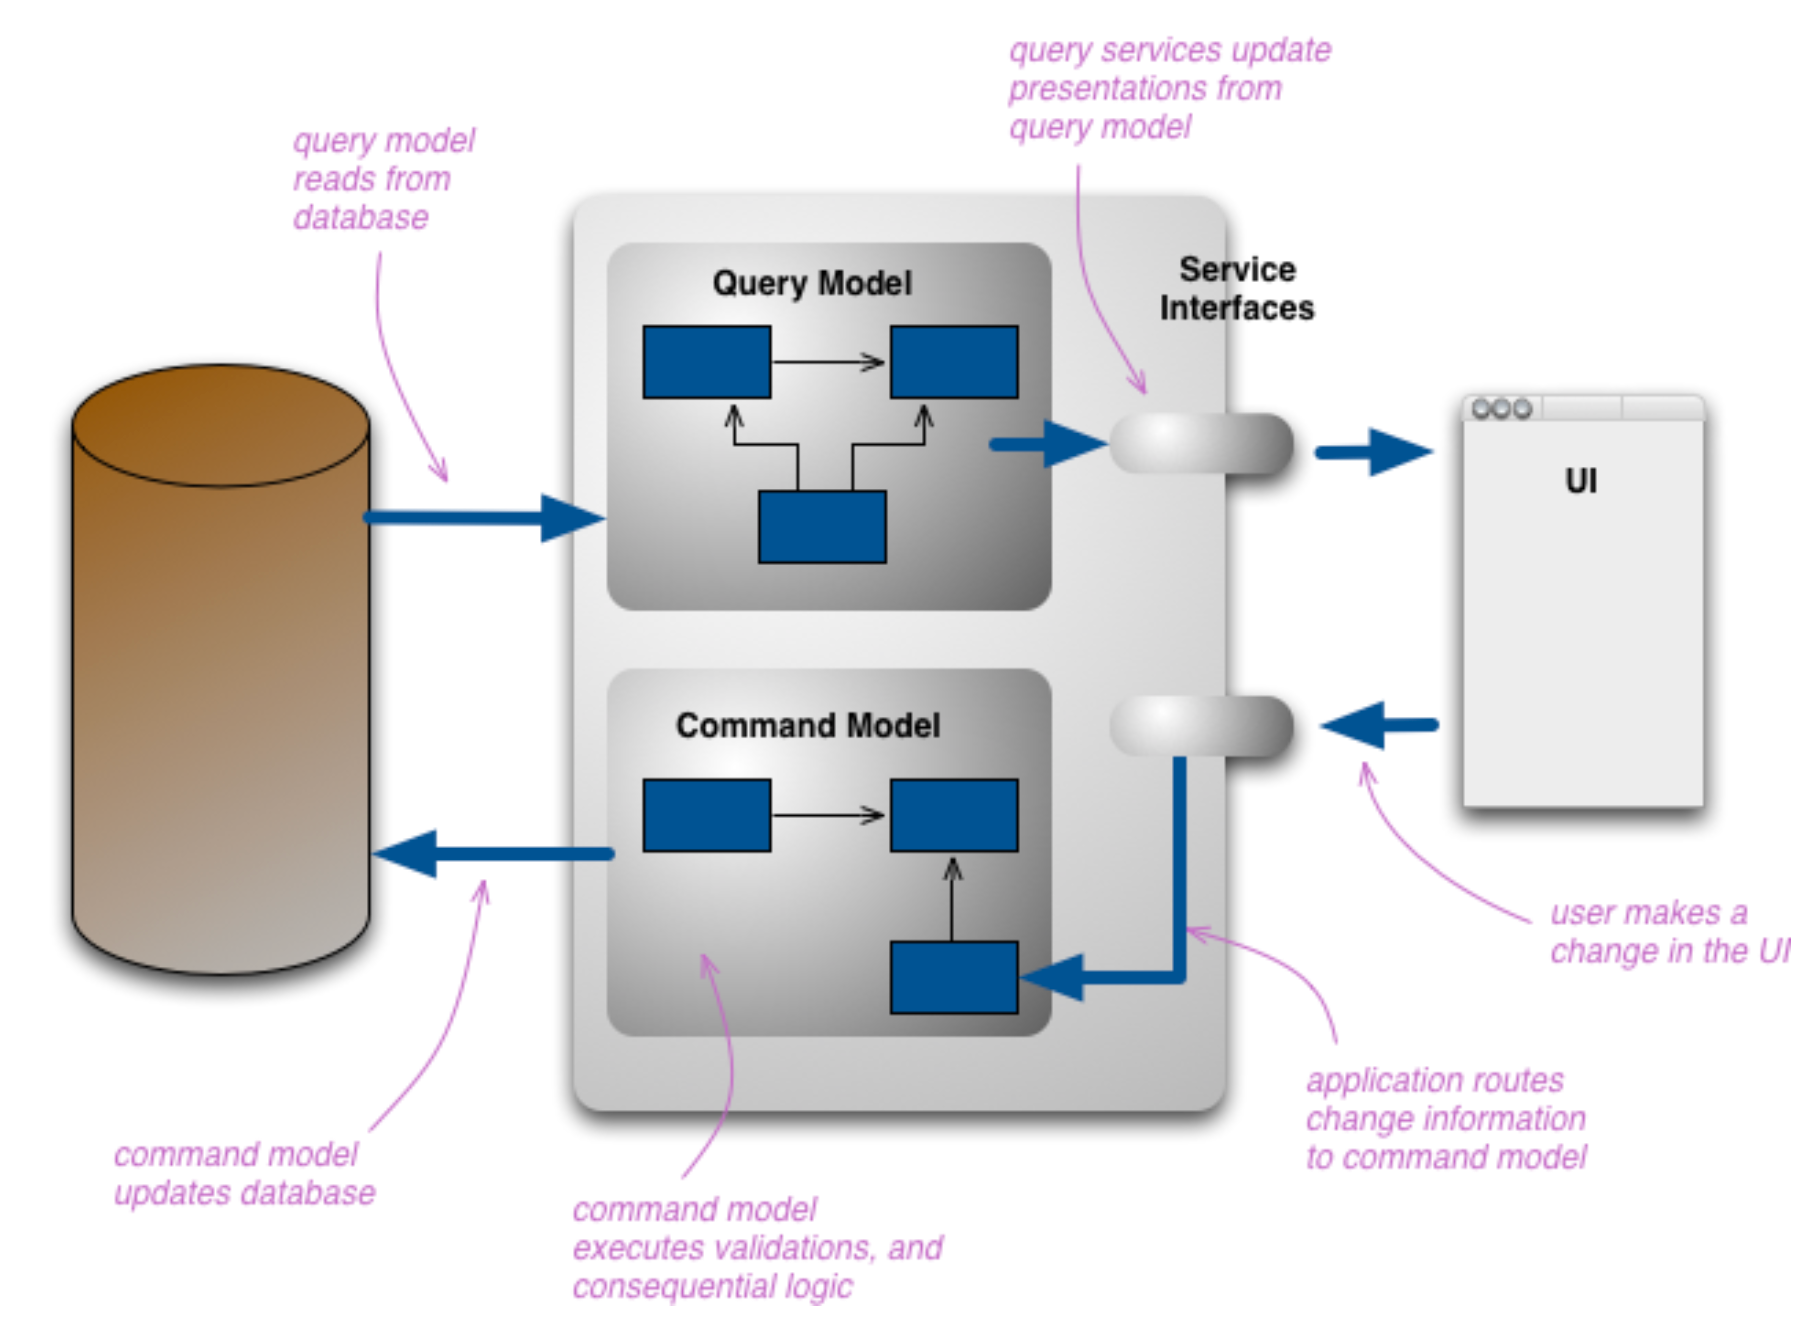 query services update
presentations from
query model
query model
reads from
database
Query Model
Service
Interfaces
UI
Command Model
user makes a
change in the UI
application routes
change information
to command model
command model
updates database
command model
executes validations, and
consequential logic